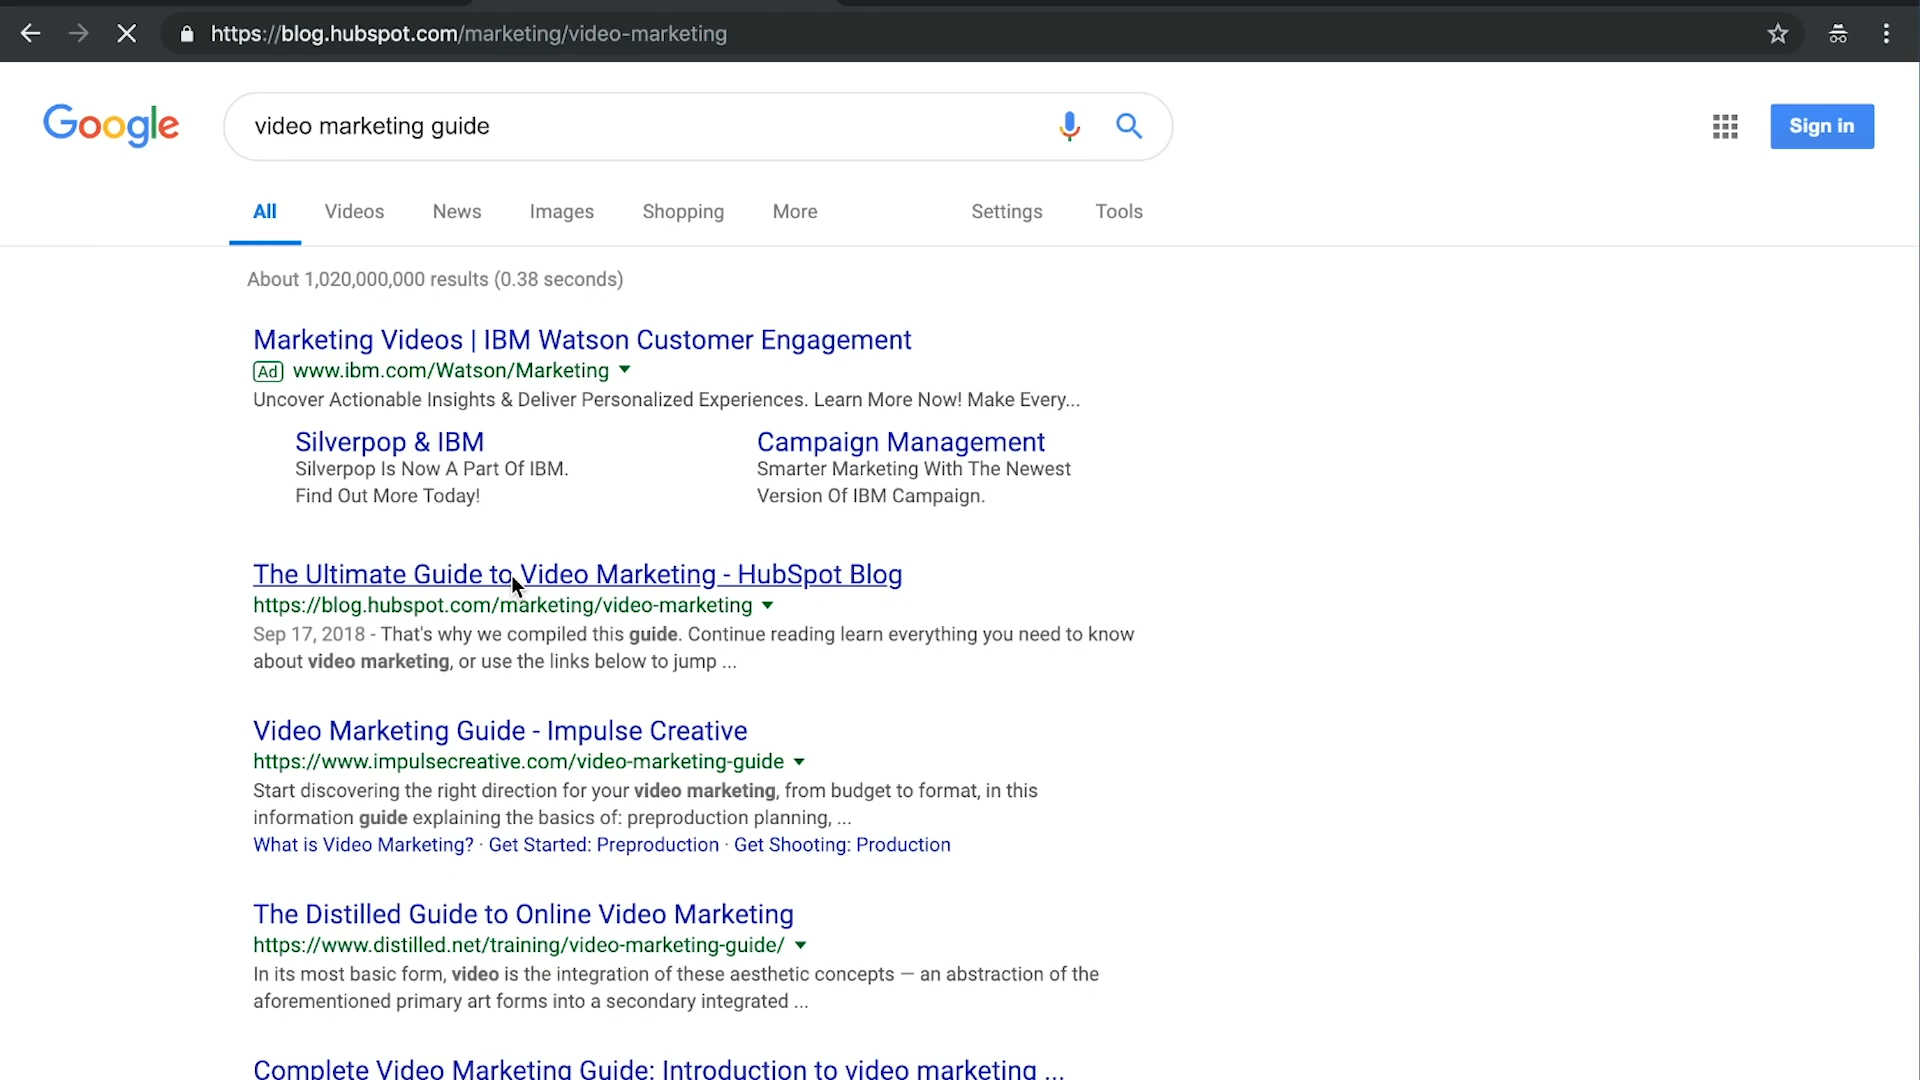 https://blog.hubspot.com/marketing/video-marketing
Google
video marketing guide
Sign in
All Videos News Images Shopping More Settings Tools
About 1,020,000,000 results (0.38 seconds)
Marketing Videos | IBM Watson Customer Engagement
Ad www.ibm.com/Watson/Marketing
Uncover Actionable Insights & Deliver Personalized Experiences. Learn More Now! Make Every...
Silverpop & IBM
Silverpop Is Now A Part Of IBM.
Find Out More Today!
Campaign Management
Smarter Marketing With The Newest
Version Of IBM Campaign.
The Ultimate Guide to Video Marketing - HubSpot Blog
https://blog.hubspot.com/marketing/video-marketing
Sep 17, 2018 - That's why we compiled this guide. Continue reading learn everything you need to know
about video marketing, or use the links below to jump ...
Video Marketing Guide - Impulse Creative
https://www.impulsecreative.com/video-marketing-guide
Start discovering the right direction for your video marketing, from budget to format, in this
information guide explaining the basics of: preproduction planning, ...
What is Video Marketing? · Get Started: Preproduction · Get Shooting: Production
The Distilled Guide to Online Video Marketing
https://www.distilled.net/training/video-marketing-guide/
In its most basic form, video is the integration of these aesthetic concepts — an abstraction of the
aforementioned primary art forms into a secondary integrated ...
Complete Video Marketing Guide: Introduction to video marketing ...